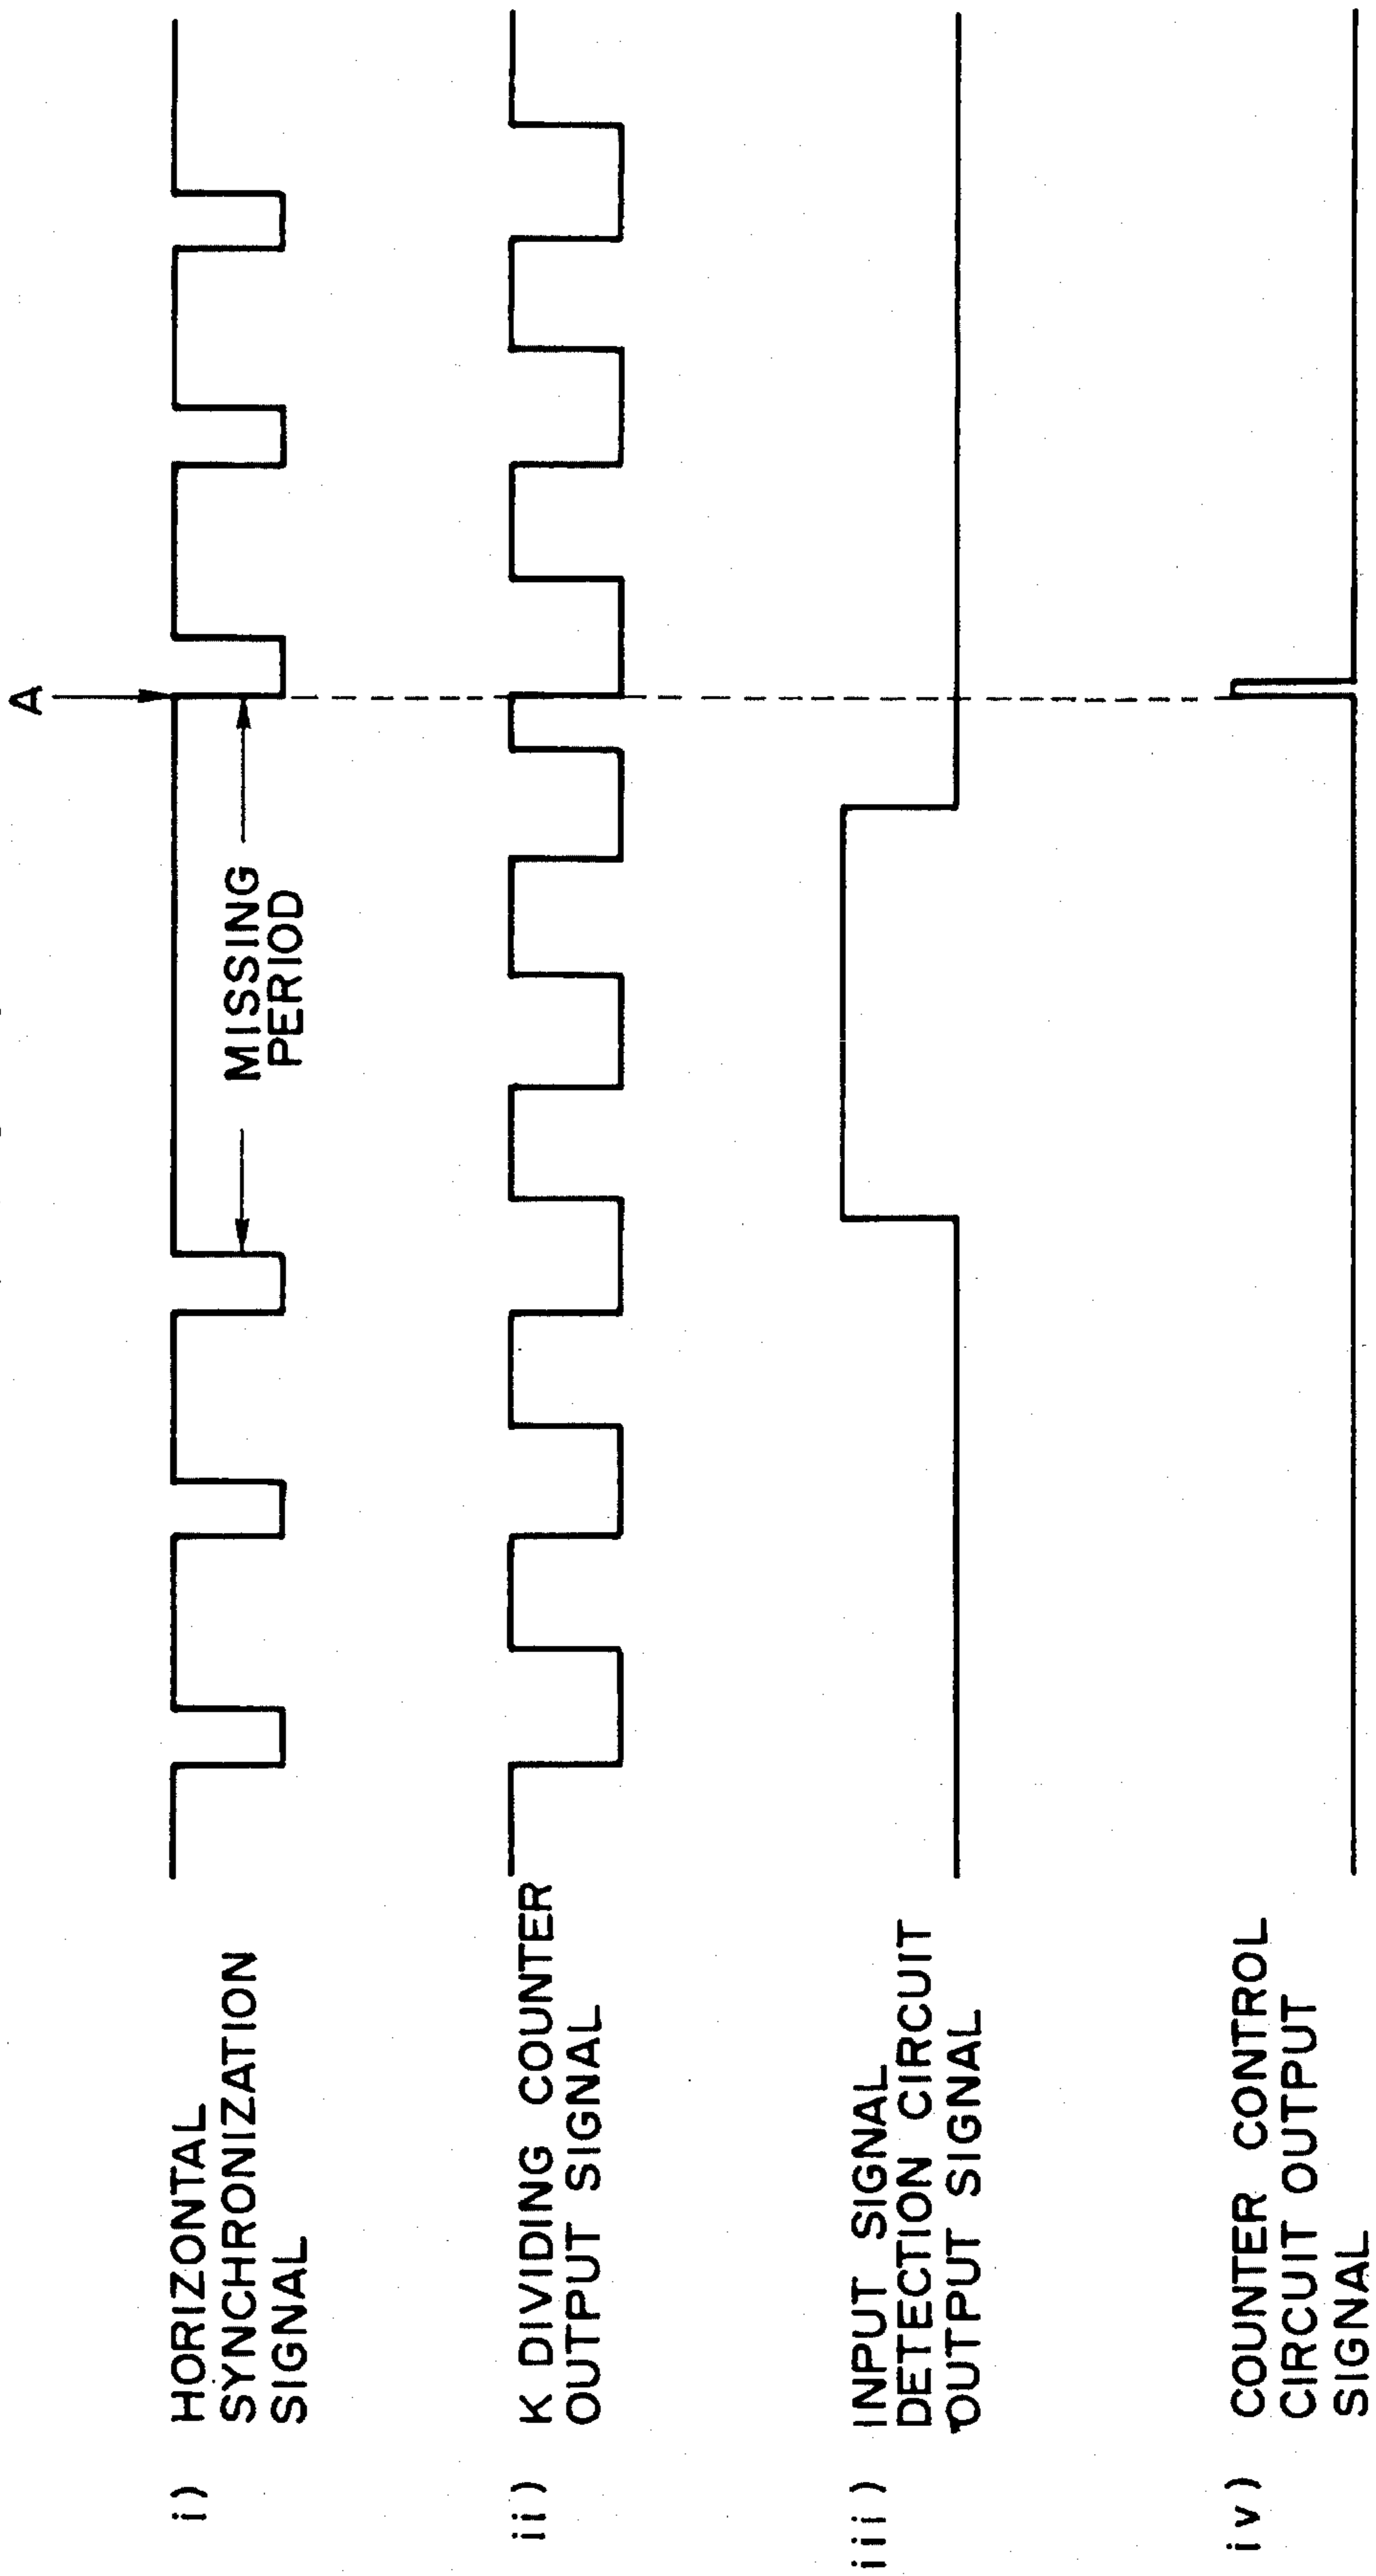 A
MISSING
PERIOD
i) HORIZONTAL
SYNCHRONIZATION
SIGNAL
ii) K DIVIDING COUNTER
OUTPUT SIGNAL
iii) INPUT SIGNAL
DETECTION CIRCUIT
OUTPUT SIGNAL
iv) COUNTER CONTROL
CIRCUIT OUTPUT
SIGNAL